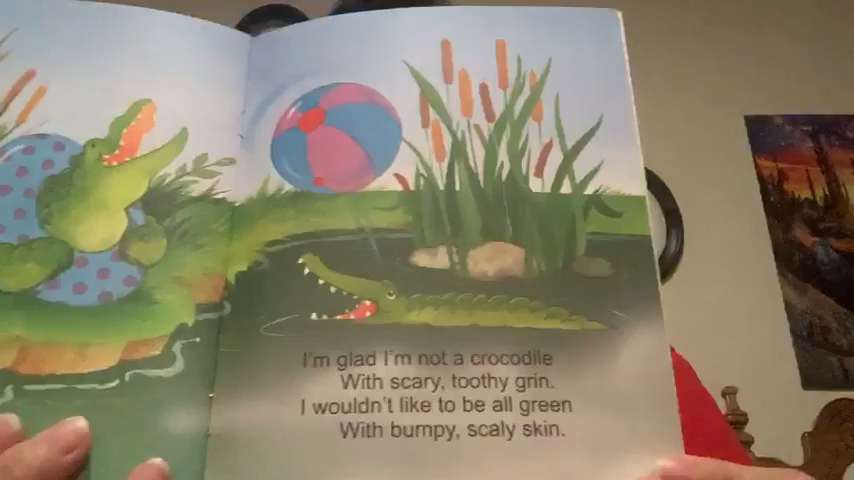 I'm glad I'm not a crocodile
With scary, toothy grin.
I wouldn't like to be all green
With bumpy, scaly skin.